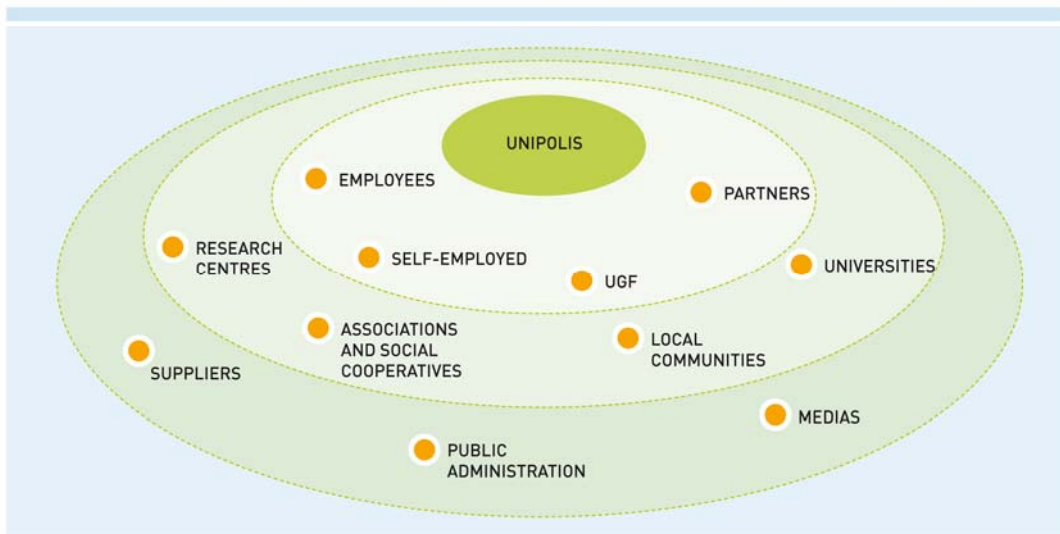 UNIPOLIS
EMPLOYEES
PARTNERS
RESEARCH
CENTRES
SELF-EMPLOYED
UGF
UNIVERSITIES
ASSOCIATIONS
AND SOCIAL
COOPERATIVES
LOCAL
COMMUNITIES
SUPPLIERS
MEDIAS
PUBLIC
ADMINISTRATION